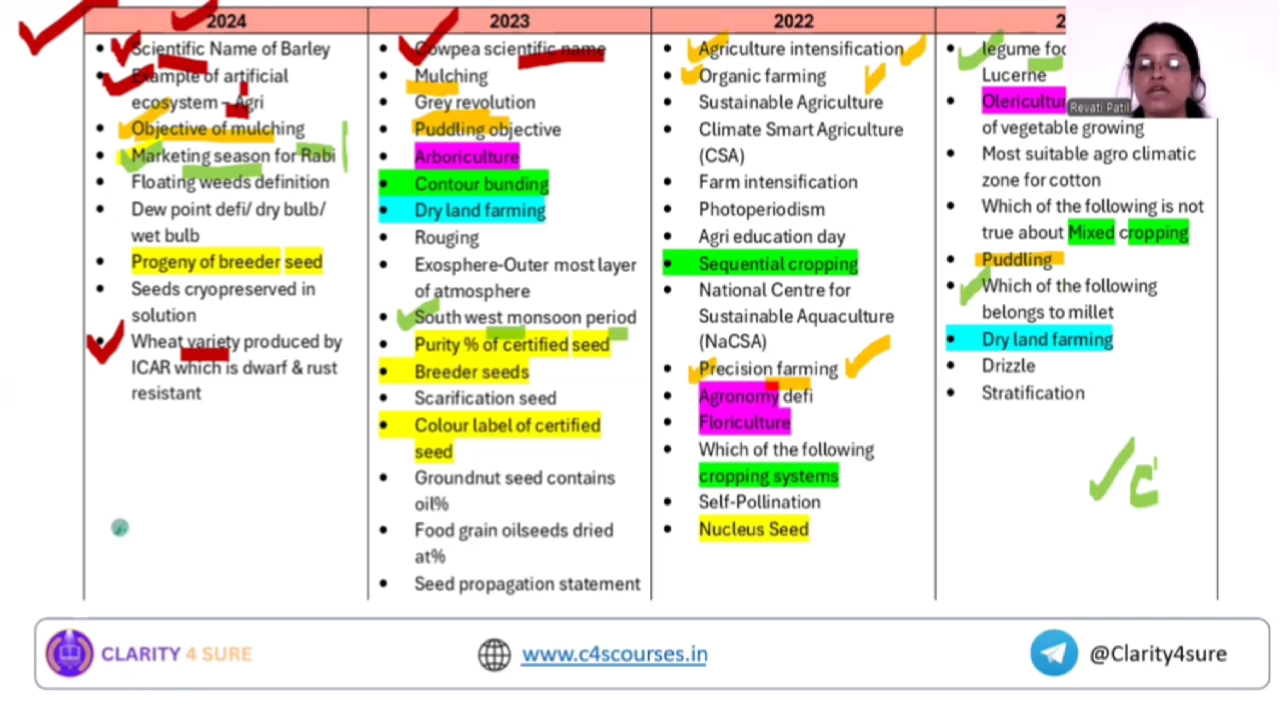 2024
Scientific Name of Barley
Example of artificial
ecosystem – Agri
Objective of mulching
Marketing season for Rabi
Floating weeds definition
Dew point defi/ dry bulb/
wet bulb
Progeny of breeder seed
Seeds cryopreserved in
solution
Wheat variety produced by
ICAR which is dwarf & rust
resistant
2023
Cowpea scientific name
Mulching
Grey revolution
Puddling objective
Arboriculture
Contour bunding
Dry land farming
Rouging
Exosphere-Outer most layer
of atmosphere
South west monsoon period
Purity % of certified seed
Breeder seeds
Scarification seed
Colour label of certified
seed
Groundnut seed contains
oil%
Food grain oilseeds dried
at%
Seed propagation statement
2022
Agriculture intensification
Organic farming
Sustainable Agriculture
Climate Smart Agriculture
(CSA)
Farm intensification
Photoperiodism
Agri education day
Sequential cropping
National Centre for
Sustainable Aquaculture
(NaCSA)
Precision farming
Agronomy defi
Floriculture
Which of the following
cropping systems
Self-Pollination
Nucleus Seed
2
legume
Lucerne
of vegetable growing
Most suitable agro climatic
zone for cotton
Which of the following is not
true about Mixed cropping
Puddling
Which of the following
belongs to millet
Dry land farming
Drizzle
Stratification
Revati Patil
CLARITY 4 SURE
www.c4scourses.in
@Clarity4sure